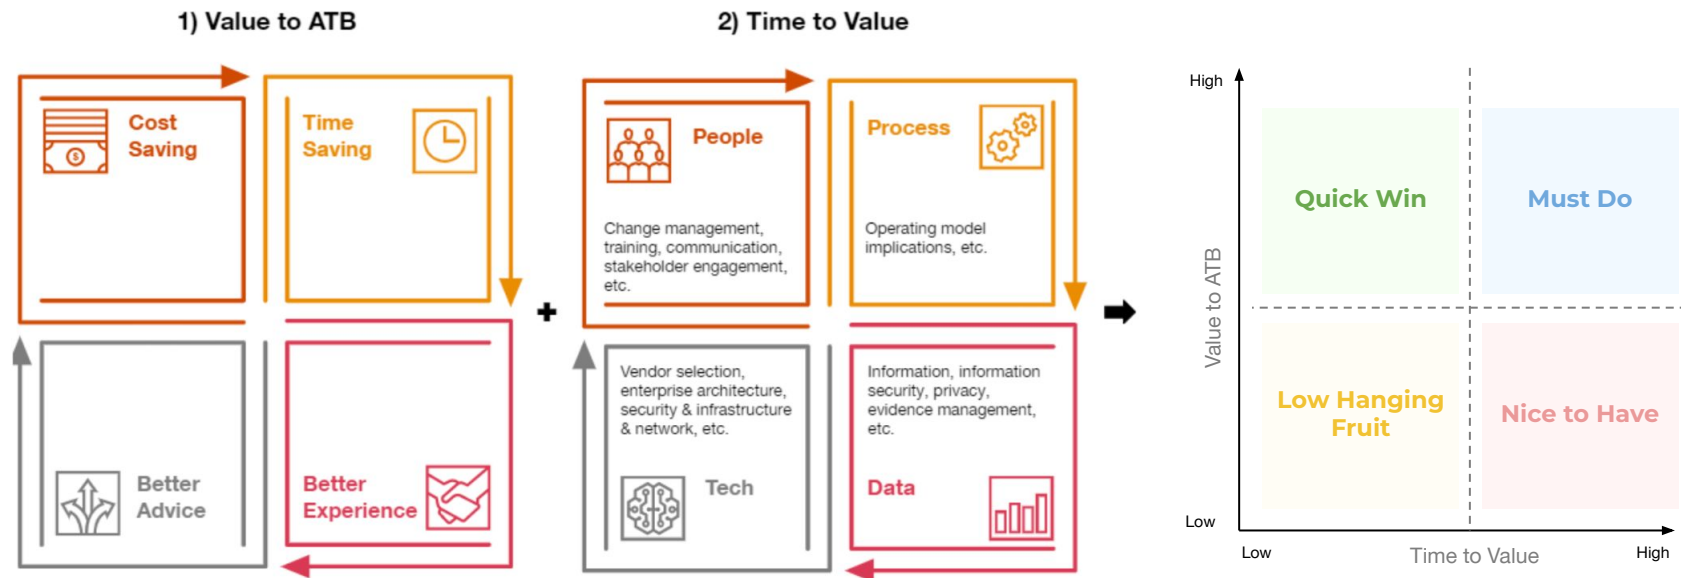 1) Value to ATB
Cost
Saving
$
Time
Saving
Better
Advice
Better
Experience
+
2) Time to Value
People
Change management,
training, communication,
stakeholder engagement,
etc.
Process
Operating model
implications, etc.
Vendor selection,
enterprise architecture,
security & infrastructure
& network, etc.
Tech
Information, information
security, privacy,
evidence management,
etc.
Data
High
Value to ATB
Low
Quick Win
Must Do
Low Hanging
Fruit
Nice to Have
Low
Time to Value
High